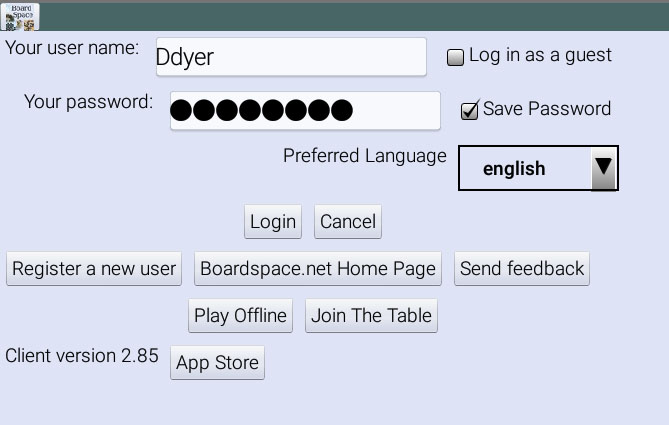 Board
Space
Your user name: Ddyer Log in as a guest
Your password: ●●●●●●●● Save Password
Preferred Language english
Login Cancel
Register a new user Boardspace.net Home Page Send feedback
Play Offline Join The Table
Client version 2.85 App Store